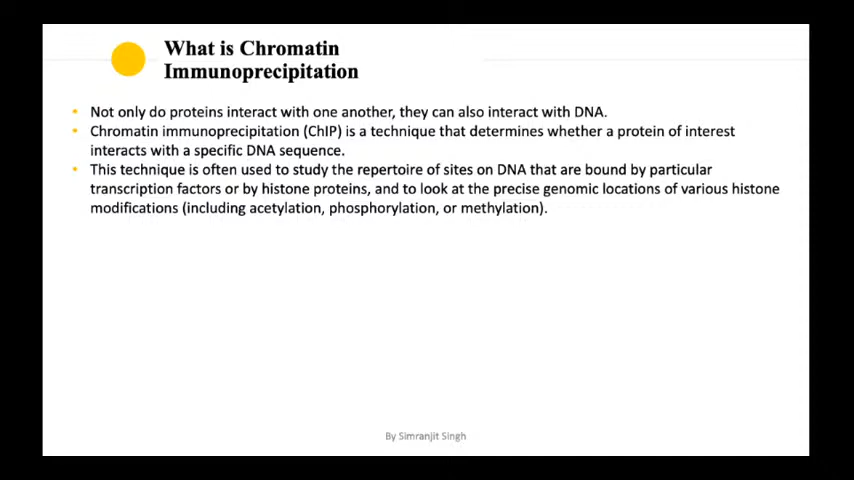 What is Chromatin
Immunoprecipitation
• Not only do proteins interact with one another, they can also interact with DNA.
• Chromatin immunoprecipitation (ChIP) is a technique that determines whether a protein of interest
interacts with a specific DNA sequence.
• This technique is often used to study the repertoire of sites on DNA that are bound by particular
transcription factors or by histone proteins, and to look at the precise genomic locations of various histone
modifications (including acetylation, phosphorylation, or methylation).
By Simranjit Singh